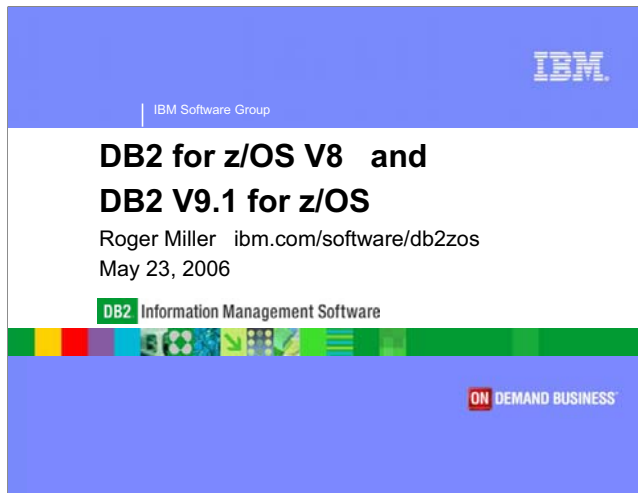 IBM.
IBM Software Group
DB2 for z/OS V8 and
DB2 V9.1 for z/OS
Roger Miller ibm.com/software/db2zos
May 23, 2006
DB2. Information Management Software
ON DEMAND BUSINESS™